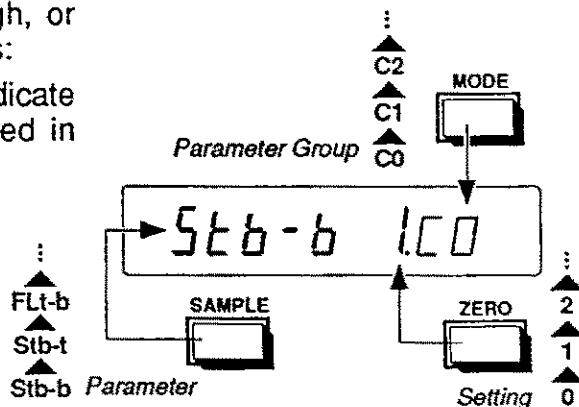 gh, or
s:
dicate
ed in
⋮
C2
C1
C0
Parameter Group
MODE
Stb-b 1.C0
⋮
FLt-b
Stb-t
Stb-b
Parameter
SAMPLE
ZERO
Setting
⋮
2
1
0